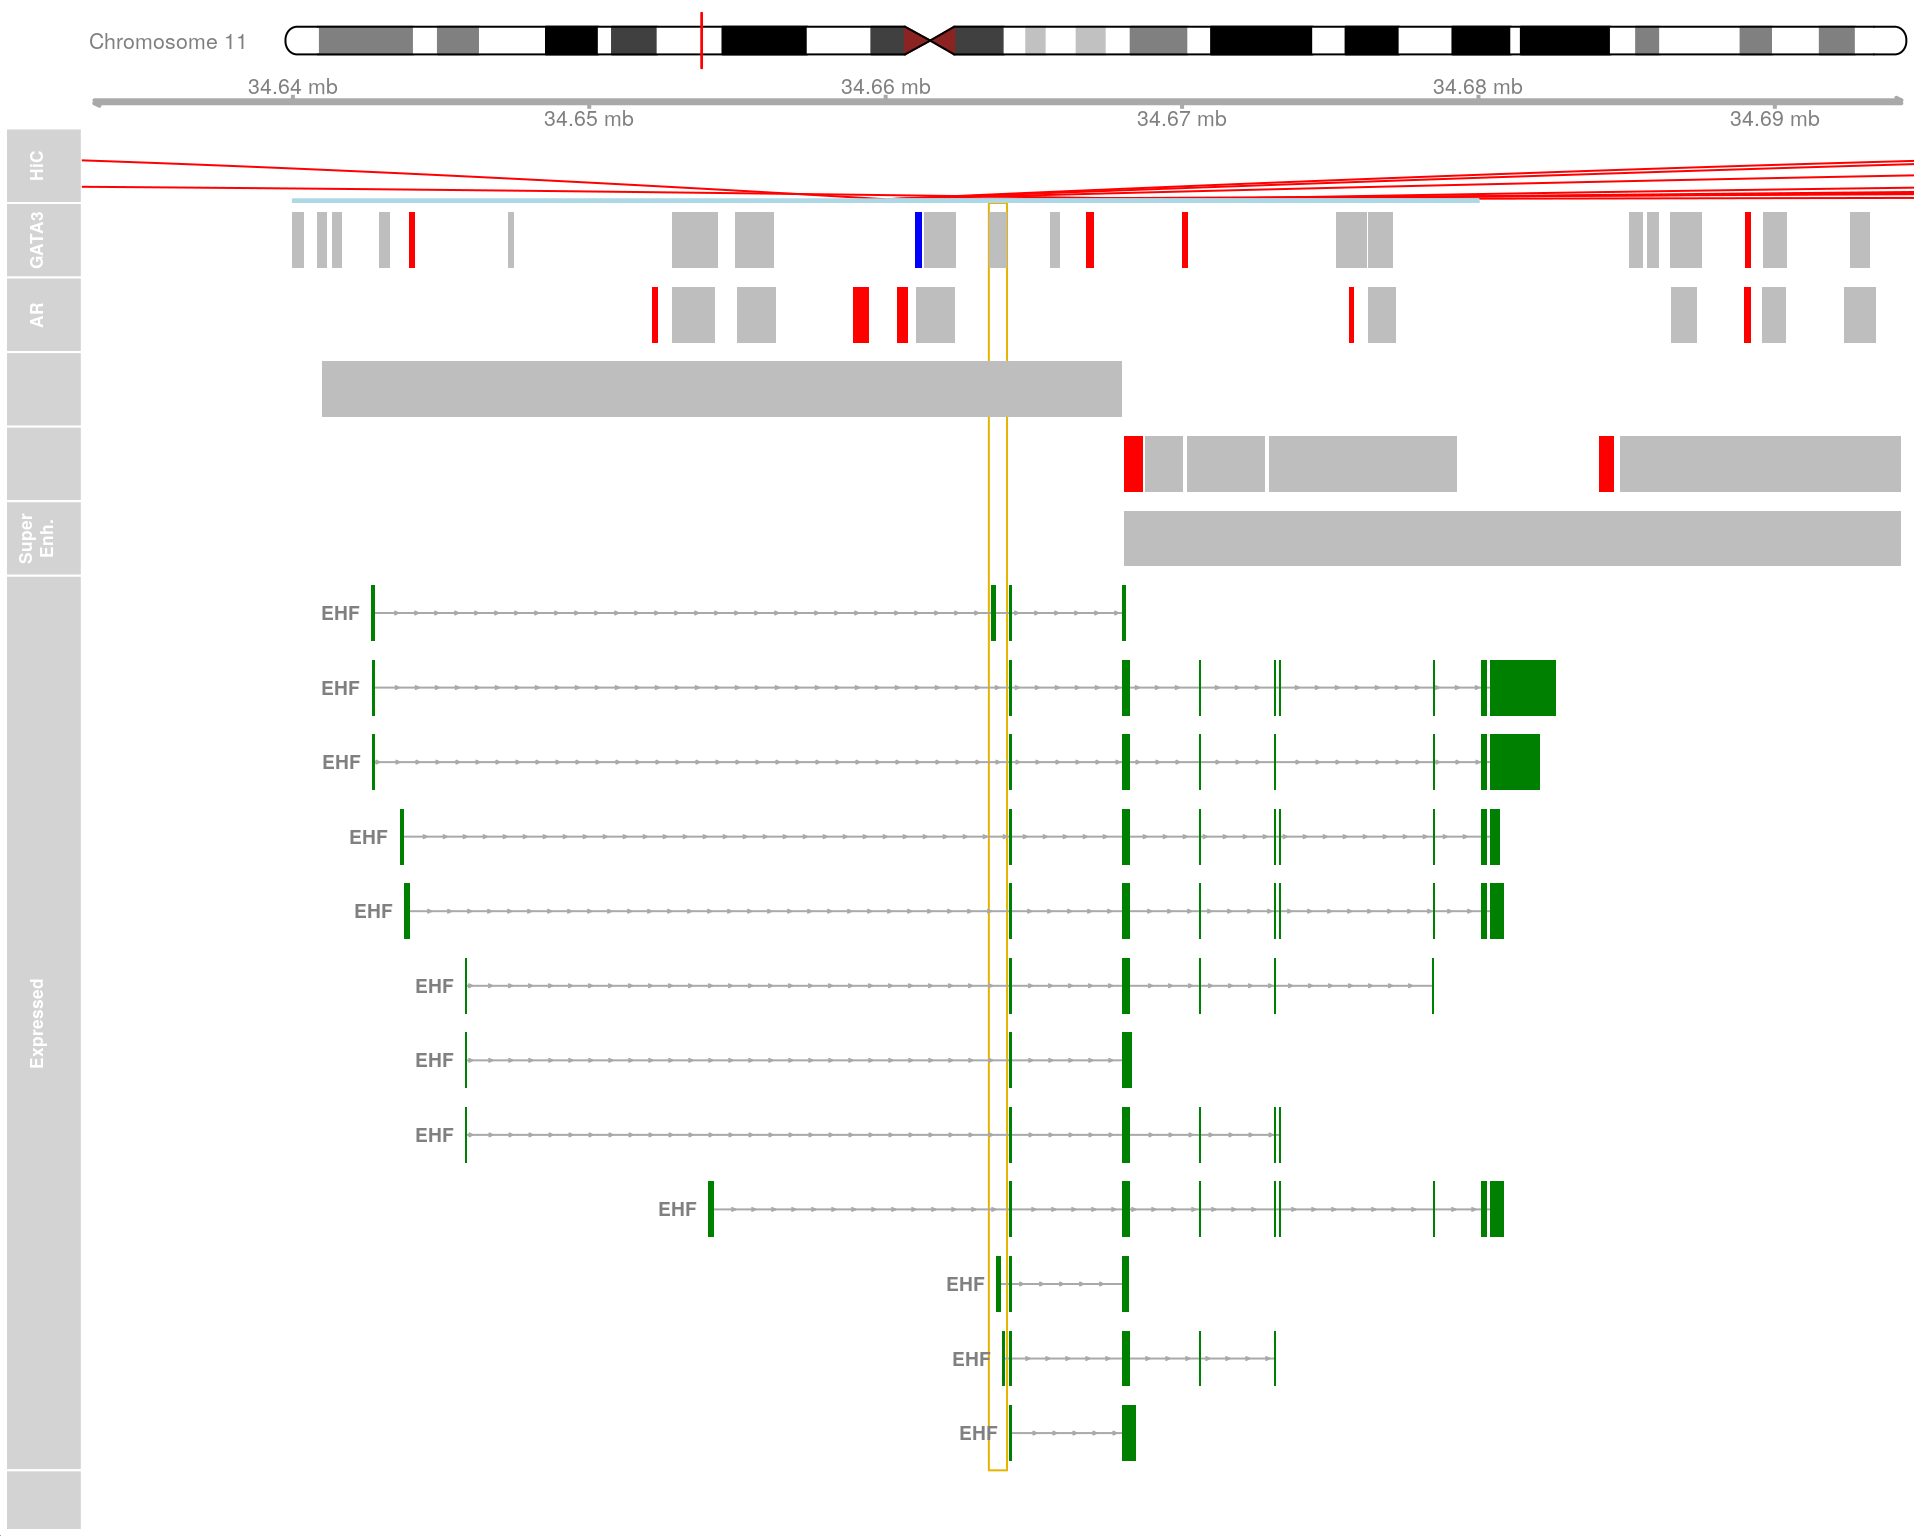 Chromosome 11
34.64 mb
34.66 mb
34.68 mb
34.65 mb
34.67 mb
34.69 mb
HiC
GATA3
AR
Super
Enh.
Expressed
EHF
EHF
EHF
EHF
EHF
EHF
EHF
EHF
EHF
EHF
EHF
EHF